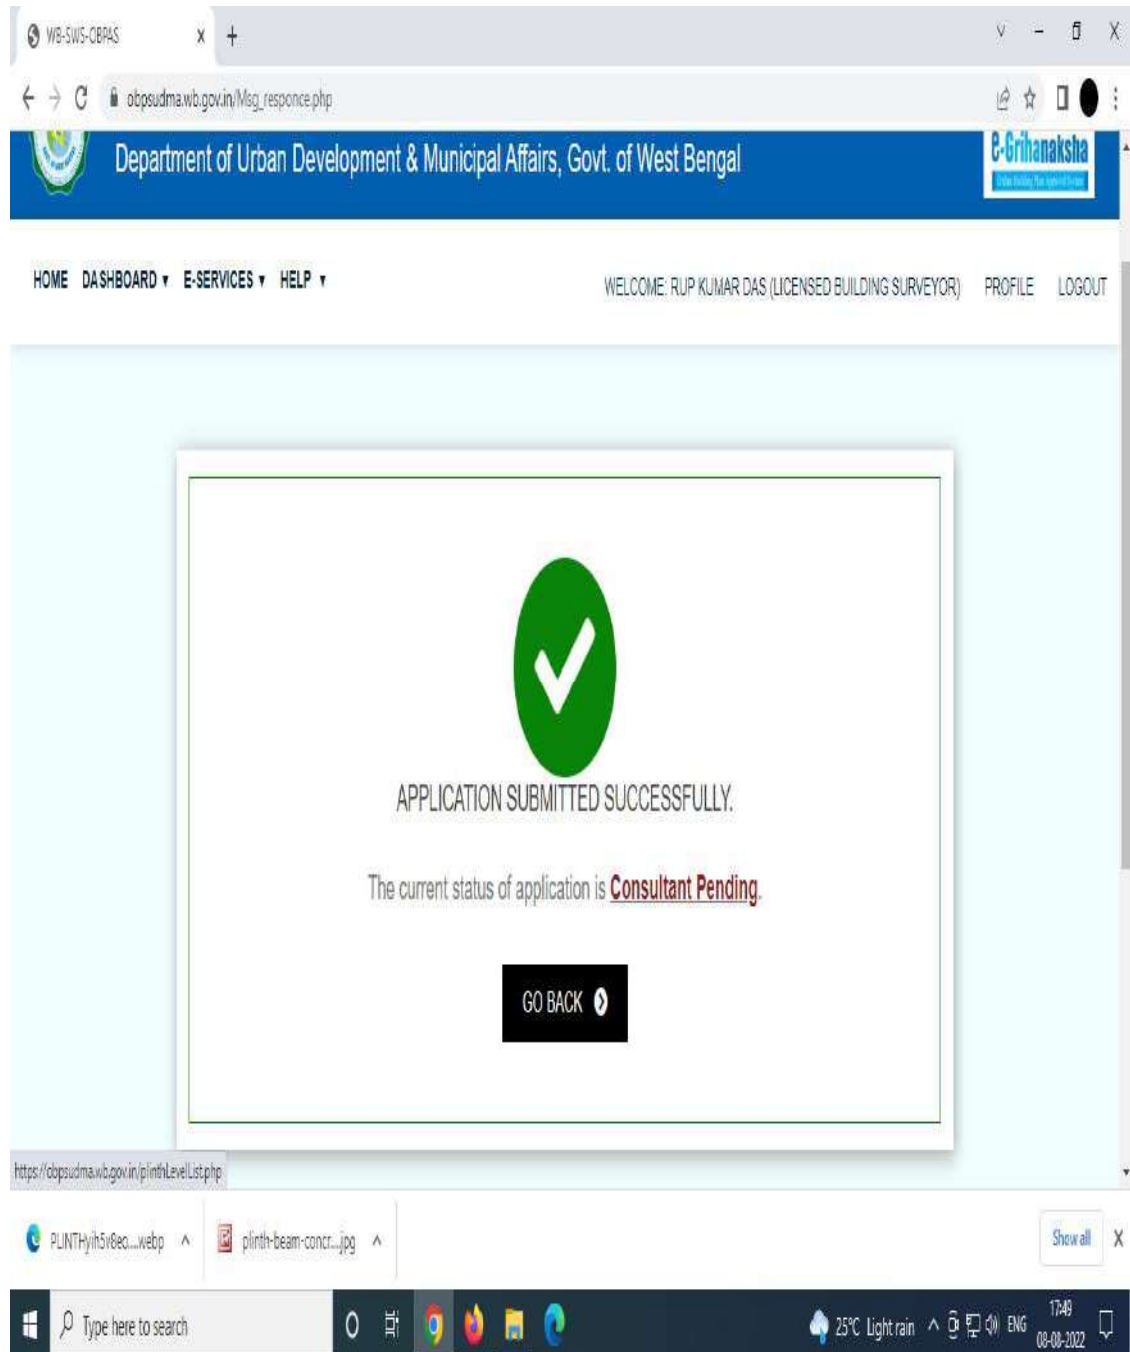 WB-SWS-OBPAS
obpsudma.wb.gov.in/Msg_responce.php
Department of Urban Development & Municipal Affairs, Govt. of West Bengal
e-Grihanaksha
HOME DASHBOARD ▾ E-SERVICES ▾ HELP ▾
WELCOME: RUP KUMAR DAS (LICENSED BUILDING SURVEYOR) PROFILE LOGOUT
APPLICATION SUBMITTED SUCCESSFULLY.
The current status of application is Consultant Pending.
GO BACK
https://obpsudma.wb.gov.in/plinthLevelList.php
plinth-beam-concr....jpg
Show all
Type here to search
25°C Light rain
ENG
17:49
08-08-2022